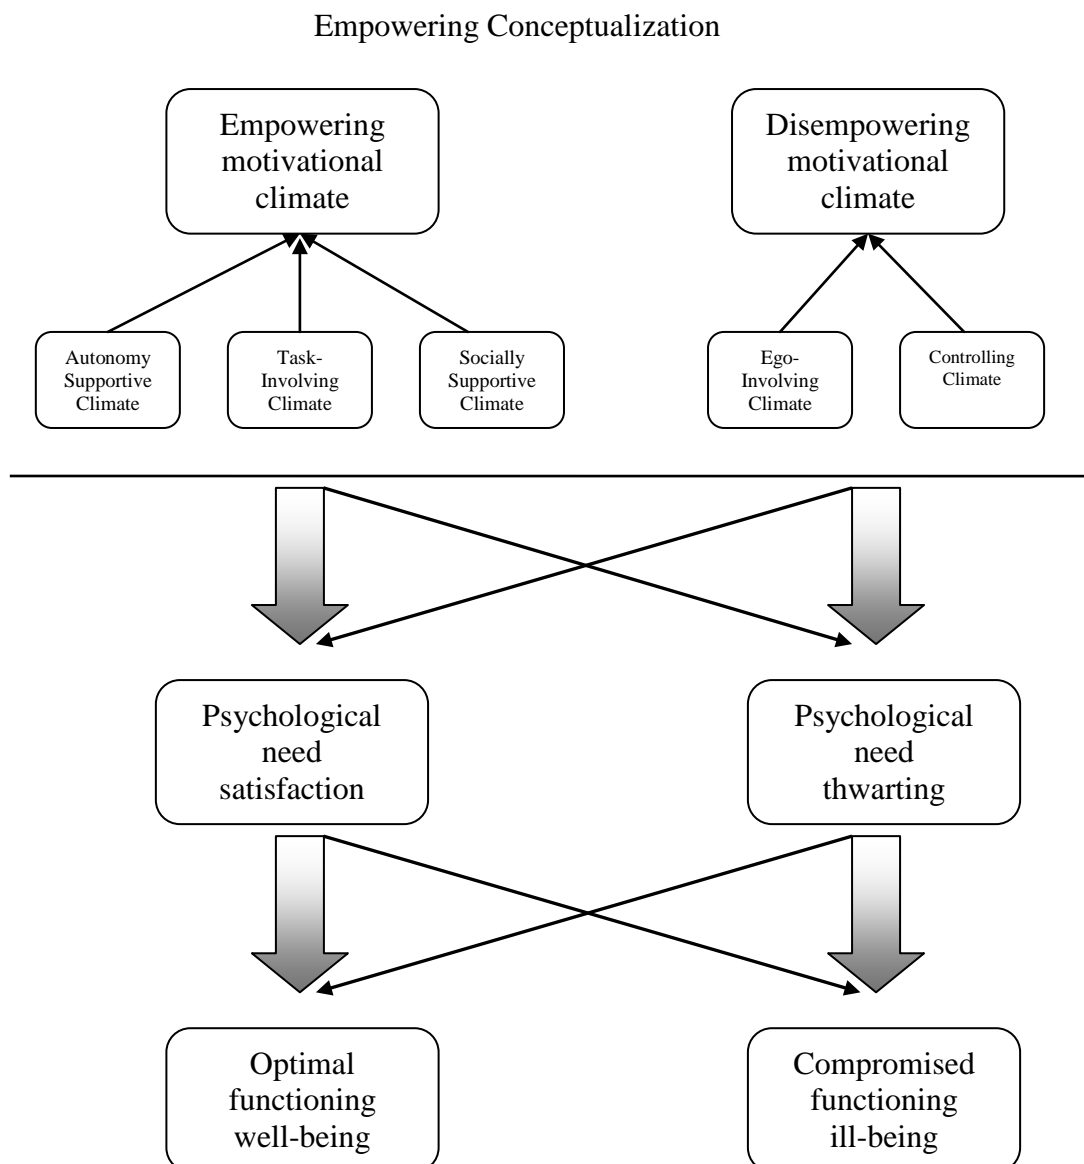 Empowering Conceptualization
Empowering
motivational
climate
Disempowering
motivational
climate
Autonomy
Supportive
Climate
Task-
Involving
Climate
Socially
Supportive
Climate
Ego-
Involving
Climate
Controlling
Climate
Psychological
need
satisfaction
Psychological
need
thwarting
Optimal
functioning
well-being
Compromised
functioning
ill-being